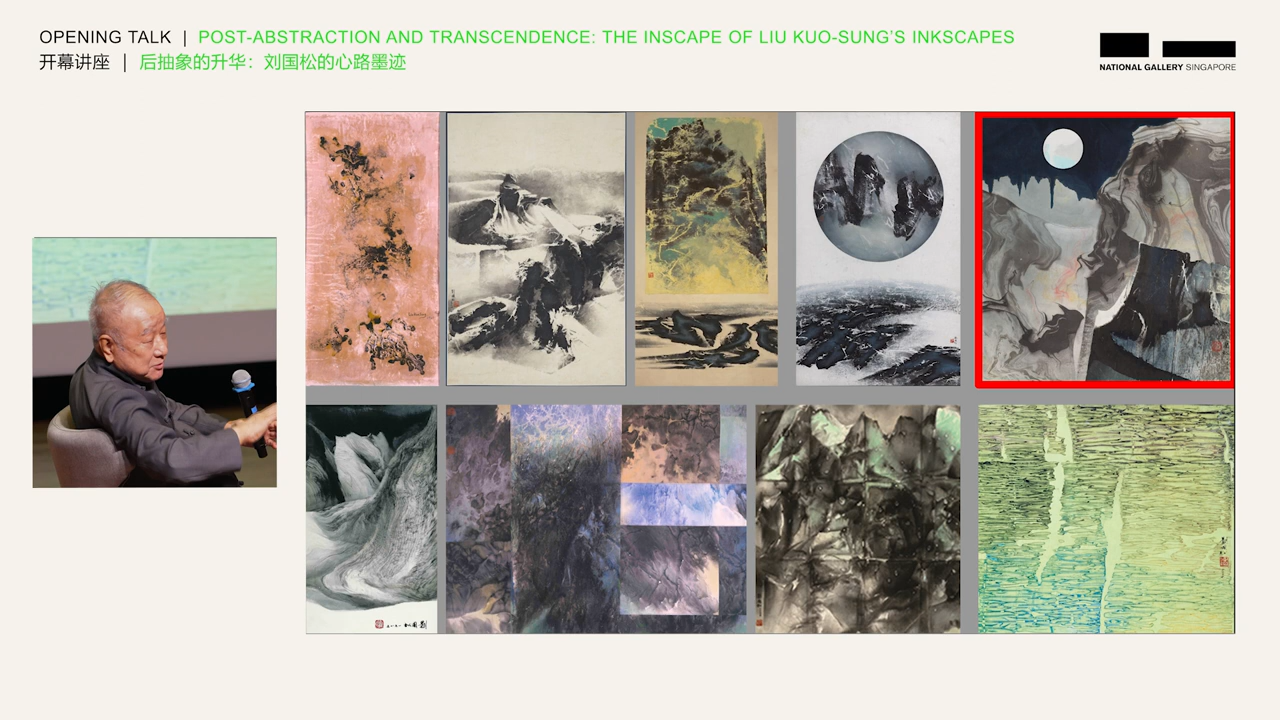 OPENING TALK | POST-ABSTRACTION AND TRANSCENDENCE: THE INSCAPE OF LIU KUO-SUNG'S INKSCAPES
开幕讲座 | 后抽象的升华：刘国松的心路墨迹
NATIONAL GALLERY SINGAPORE